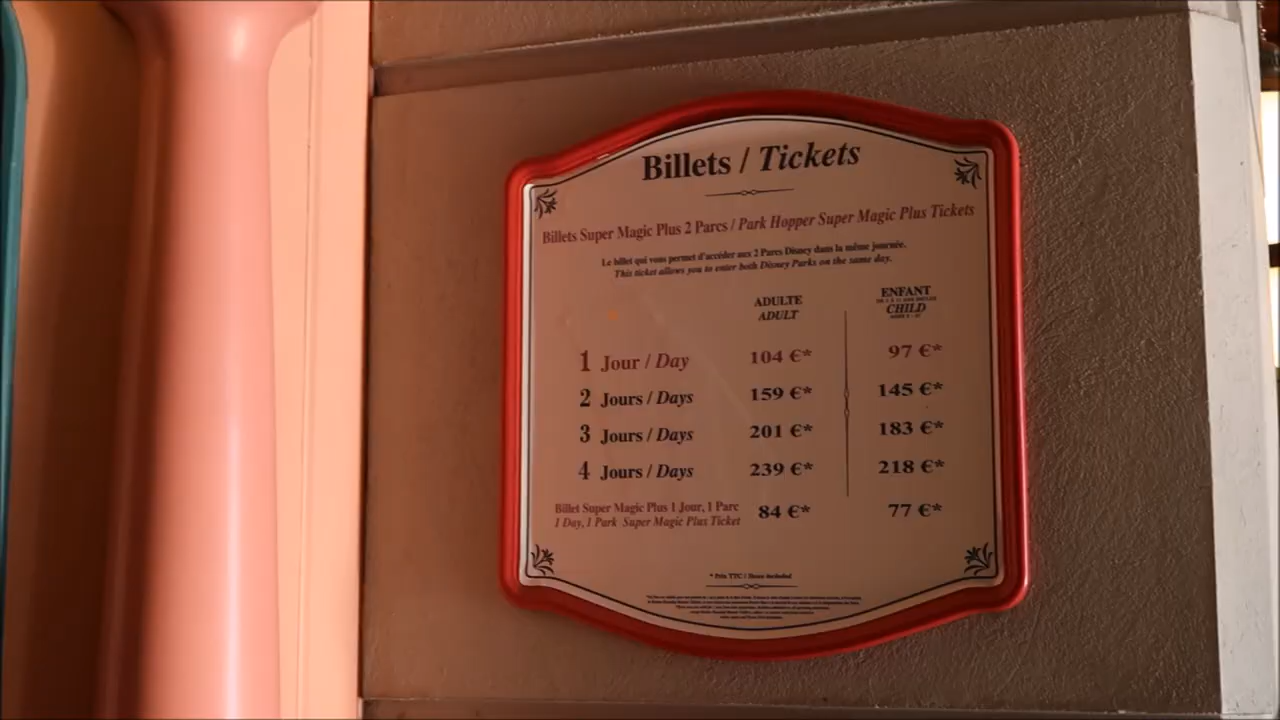 Billets / Tickets
Billets Super Magic Plus 2 Parcs / Park Hopper Super Magic Plus Tickets
Le billet qui vous permet d'accéder aux 2 Parcs Disney dans la même journée.
This ticket allows you to enter both Disney Parks on the same day.
ADULTE
ADULT
ENFANT
CHILD
1 Jour / Day 104 €* 97 €*
2 Jours / Days 159 €* 145 €*
3 Jours / Days 201 €* 183 €*
4 Jours / Days 239 €* 218 €*
Billet Super Magic Plus 1 Jour, 1 Parc
1 Day, 1 Park Super Magic Plus Ticket
84 €* 77 €*
* Prix TTC / Taxes included